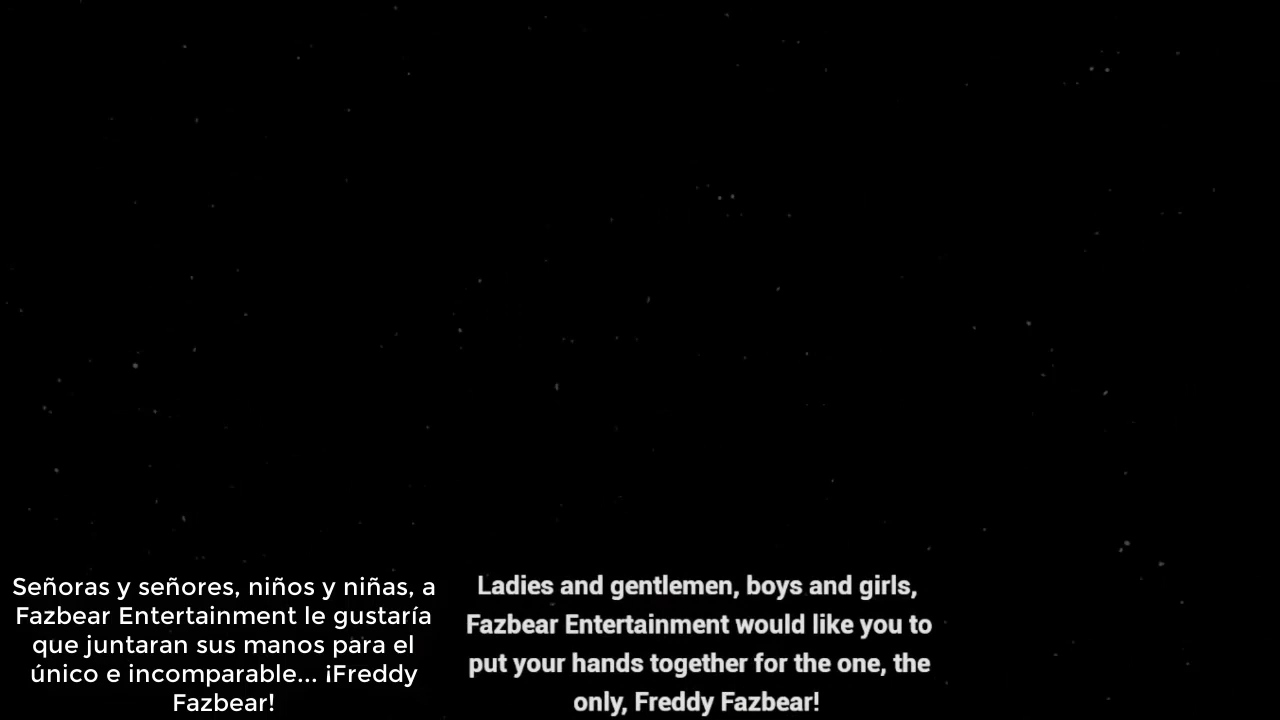 Señoras y señores, niños y niñas, a
Fazbear Entertainment le gustaría
que juntaran sus manos para el
único e incomparable... ¡Freddy
Fazbear!
Ladies and gentlemen, boys and girls,
Fazbear Entertainment would like you to
put your hands together for the one, the
only, Freddy Fazbear!